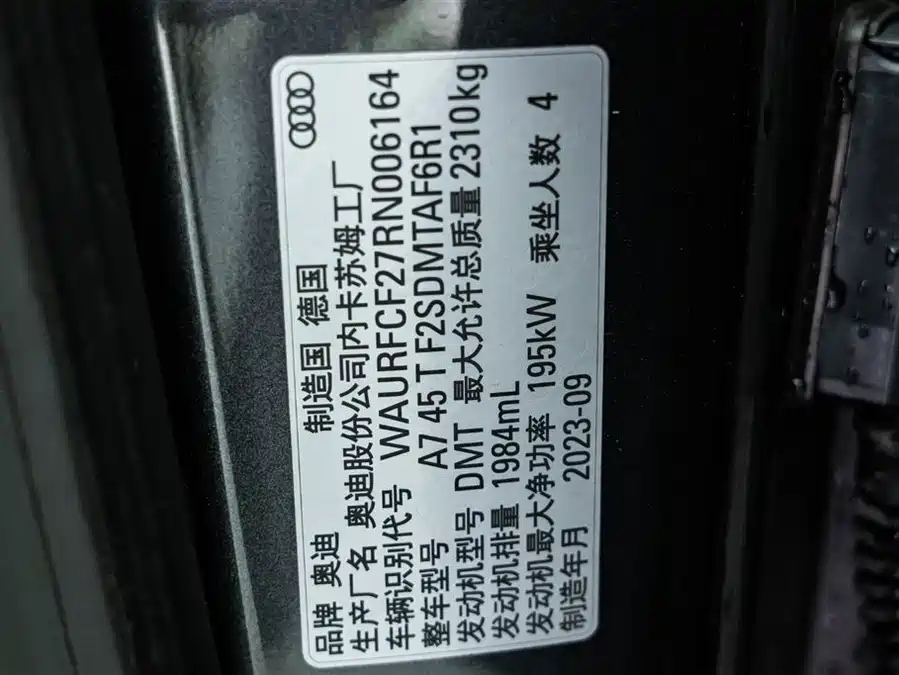 品牌 奥迪 制造国 德国
生产厂名 奥迪股份公司内卡苏姆工厂
车辆识别代号 WAURFCF27RN006164
整车型号 A7 45 T F2SDMTAF6R1
发动机型号 DMT 最大允许总质量 2310kg
发动机排量 1984mL
发动机最大净功率 195kW 乘坐人数 4
制造年月 2023-09